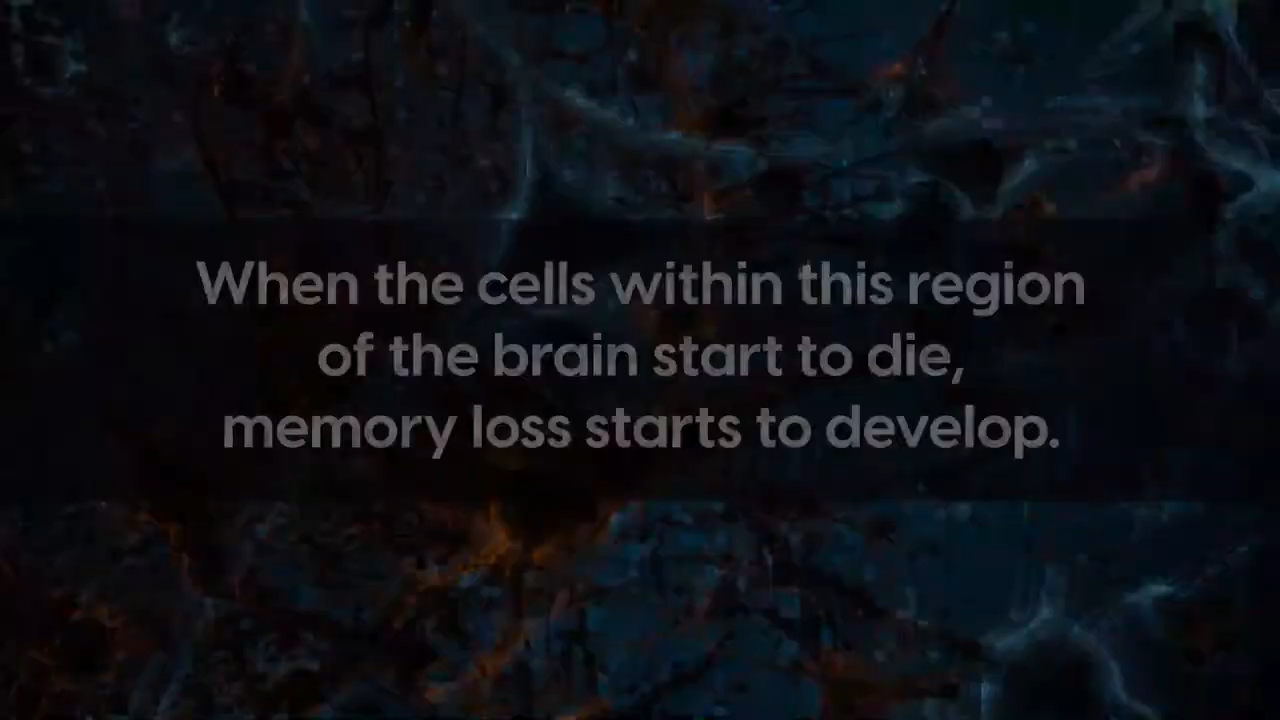 When the cells within this region
of the brain start to die,
memory loss starts to develop.